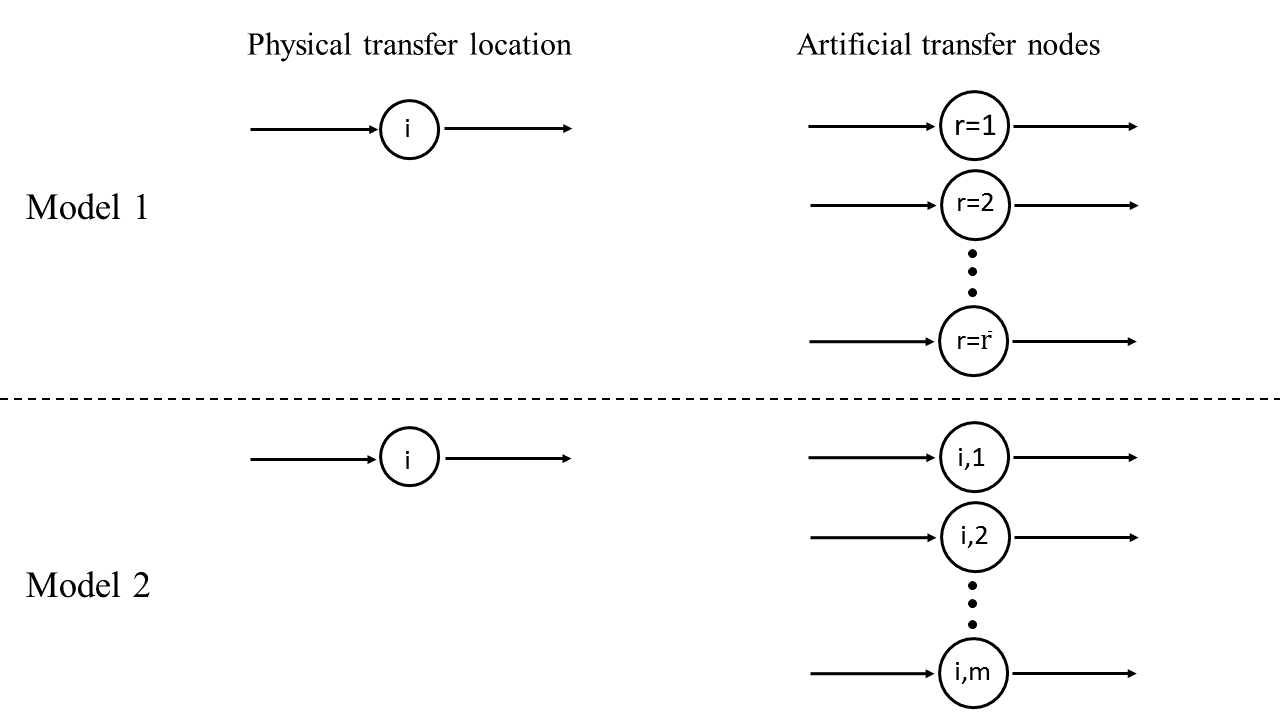 Physical transfer location
Artificial transfer nodes
i
r=1
Model 1
r=2
r=r̄
i
i,1
i,2
Model 2
i,m